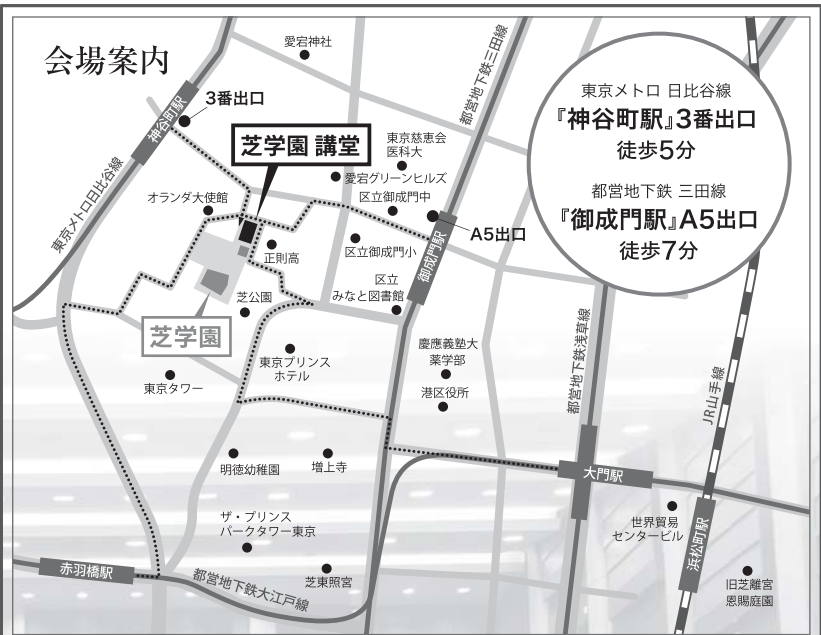 会場案内
東京メトロ 日比谷線
『神谷町駅』3番出口
徒歩5分
都営地下鉄 三田線
『御成門駅』A5出口
徒歩7分
愛宕神社
都営地下鉄三田線
3番出口
神谷町駅
芝学園 講堂
東京慈恵会
医科大
愛宕グリーンヒルズ
区立御成門中
オランダ大使館
東京メトロ日比谷線
A5出口
御成門駅
正則高
区立御成門小
区立
みなと図書館
芝公園
芝学園
東京タワー
東京プリンス
ホテル
慶應義塾大
薬学部
港区役所
都営地下鉄浅草線
JR山手線
明徳幼稚園
増上寺
大門駅
ザ・プリンス
パークタワー東京
世界貿易
センタービル
浜松町駅
赤羽橋駅
都営地下鉄大江戸線
芝東照宮
旧芝離宮
恩賜庭園